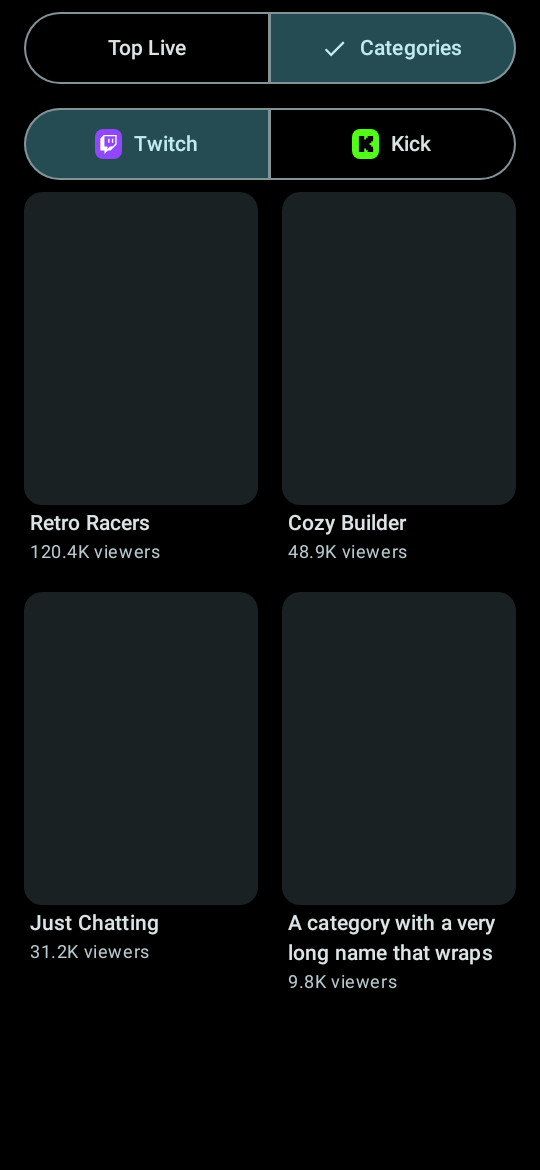 Top Live
Categories
Twitch
Kick
Retro Racers
120.4K viewers
Cozy Builder
48.9K viewers
Just Chatting
31.2K viewers
A category with a very
long name that wraps
9.8K viewers